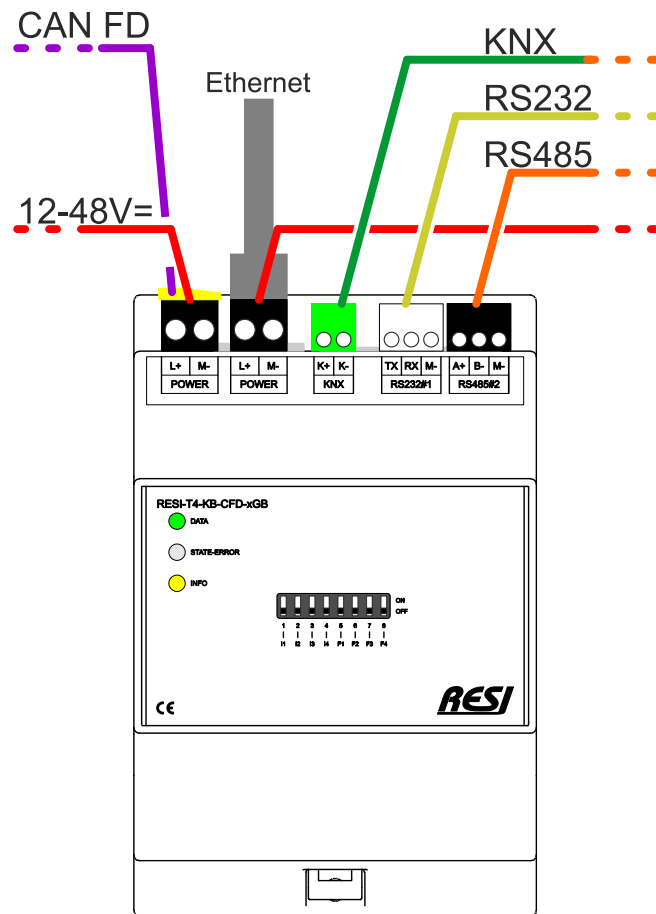 CAN FD
KNX
Ethernet
RS232
RS485
12-48V=
L+ M- L+ M- K+ K- TX RX M- A+ B- M-
POWER POWER KNX RS232#1 RS485#2
RESI-T4-KB-CFD-xGB
DATA
STATE-ERROR
INFO
ON
OFF
1 2 3 4 5 6 7 8
I1 I2 I3 I4 F1 F2 F3 F4
CE RESI